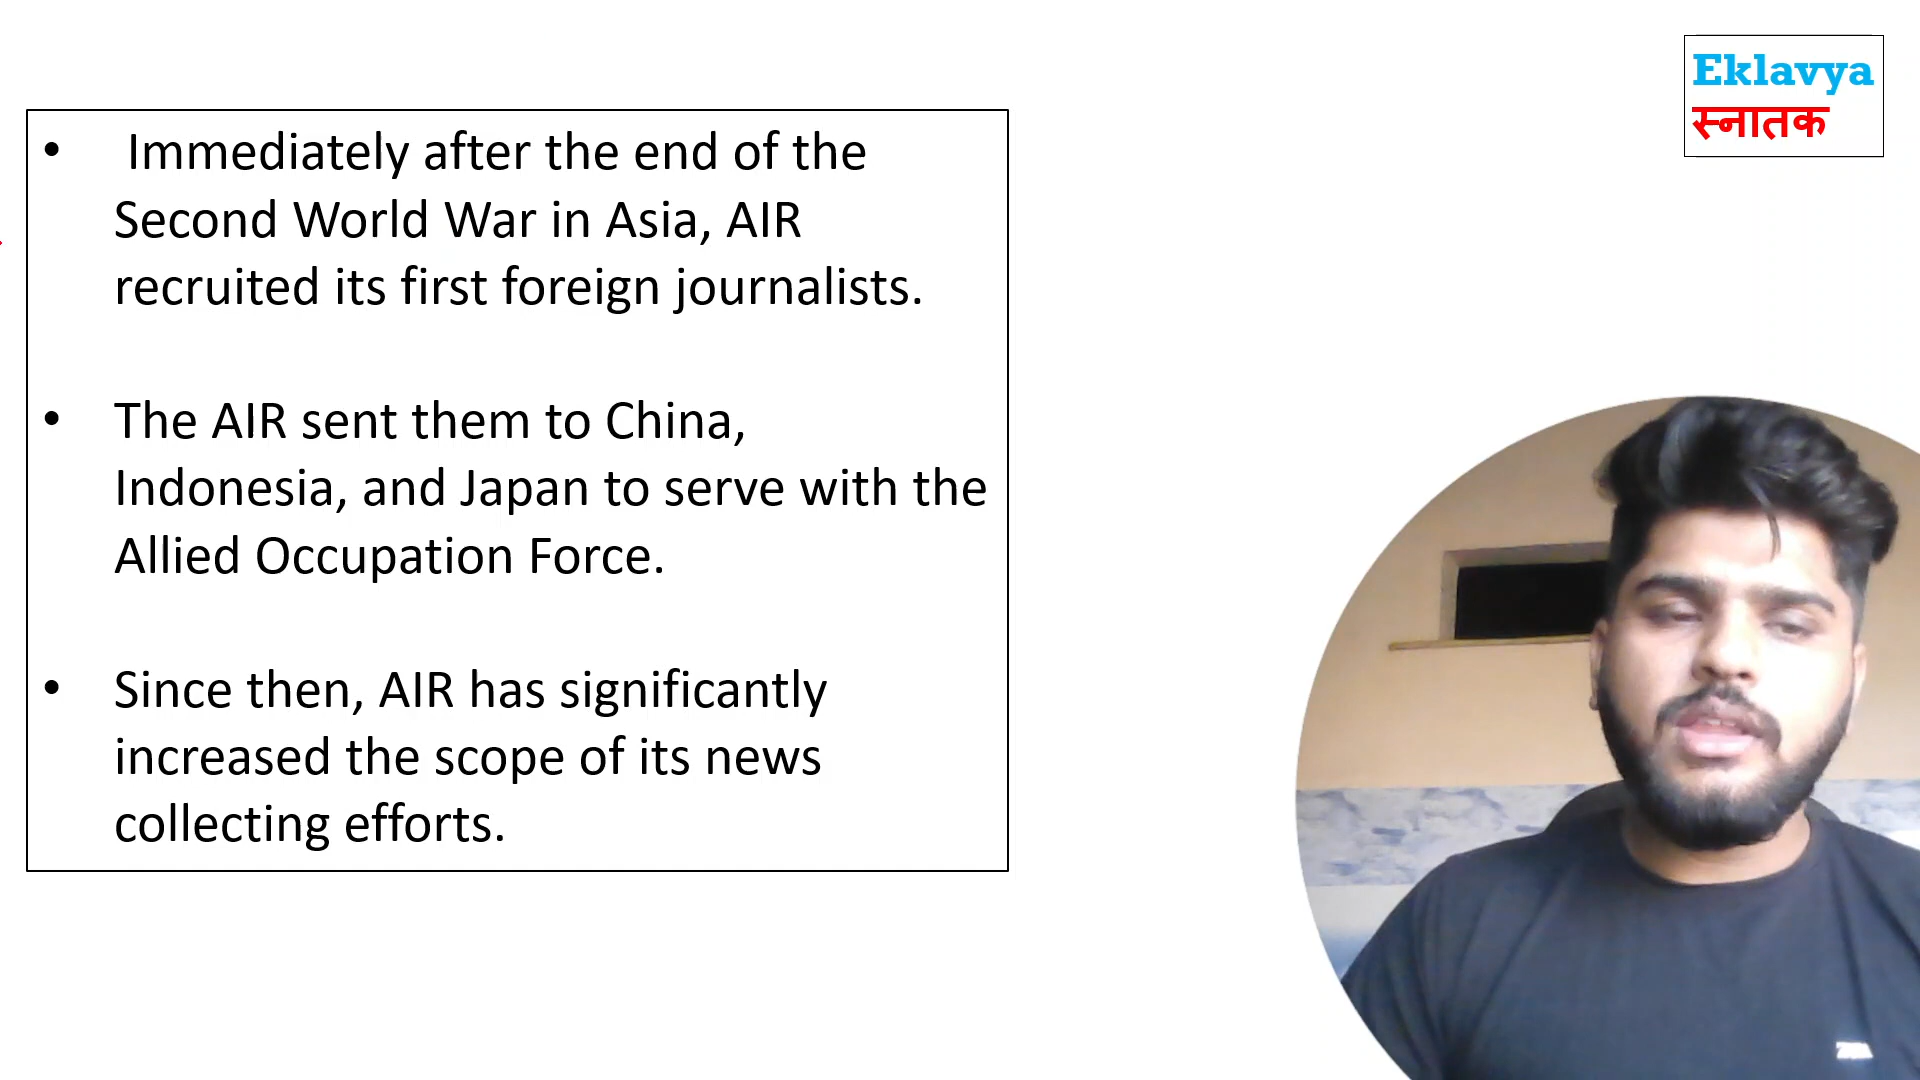 Eklavya
स्नातक
• Immediately after the end of the
Second World War in Asia, AIR
recruited its first foreign journalists.
• The AIR sent them to China,
Indonesia, and Japan to serve with the
Allied Occupation Force.
• Since then, AIR has significantly
increased the scope of its news
collecting efforts.